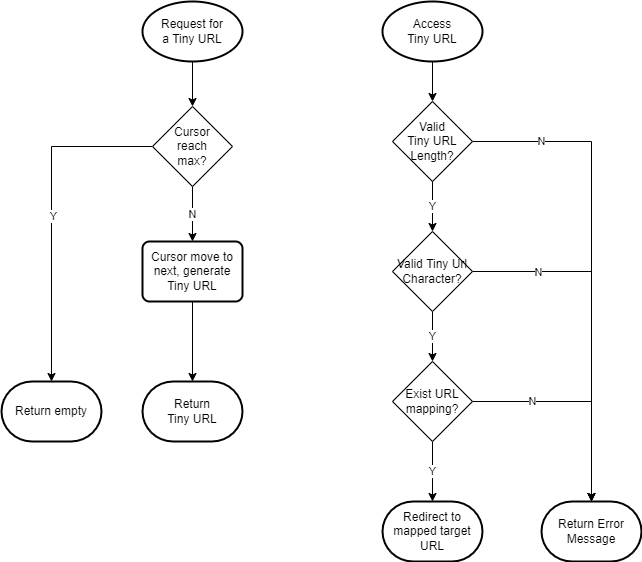 Request for
a Tiny URL
Cursor
reach
max?
Y
N
Cursor move to
next, generate
Tiny URL
Return empty
Return
Tiny URL
Access
Tiny URL
Valid
Tiny URL
Length?
N
Y
Valid Tiny Url
Character?
N
Y
Exist URL
mapping?
N
Y
Redirect to
mapped target
URL
Return Error
Message